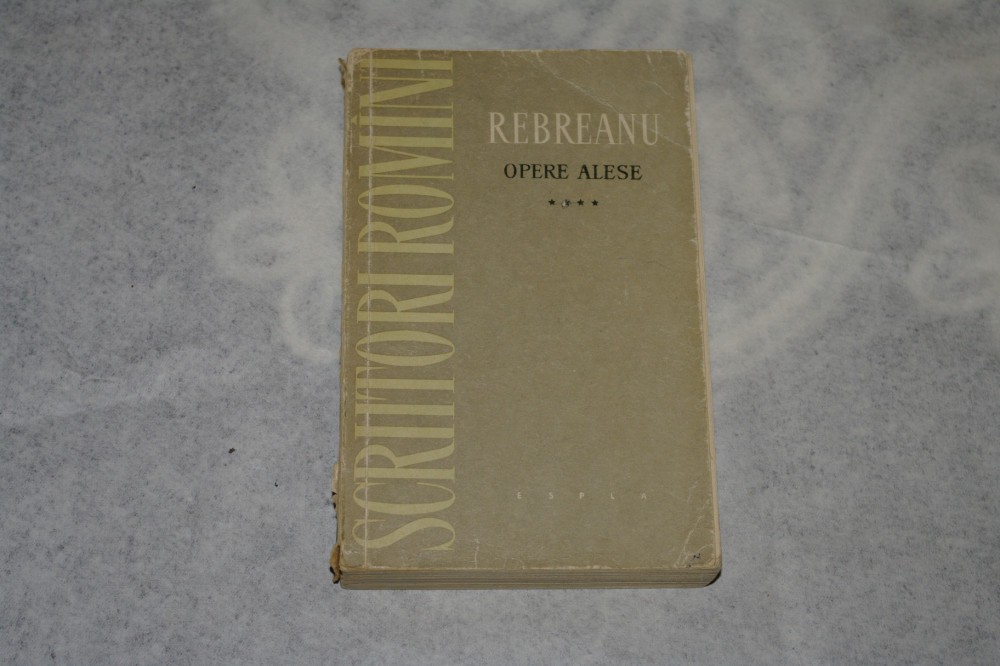 SCRIITORI ROMÎNI
REBREANU
OPERE ALESE
★★★★
ESPLA